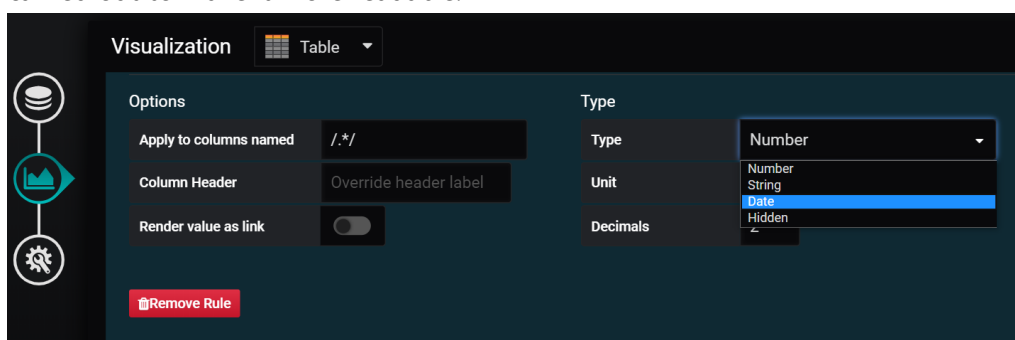 Visualization Table
Options
Apply to columns named /.*/
Column Header Override header label
Render value as link
Remove Rule
Type
Type Number
Number
String
Date
Hidden
Unit
Decimals